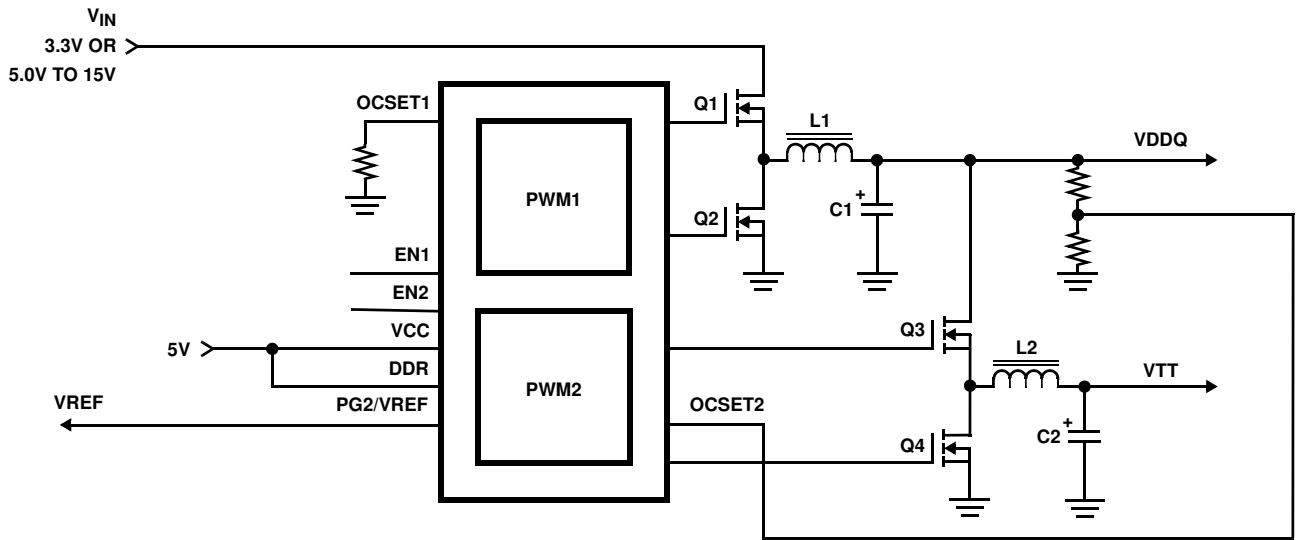 VIN
3.3V OR
5.0V TO 15V
OCSET1
Q1
L1
VDDQ
PWM1
Q2
C1
+
EN1
EN2
VCC
5V
DDR
Q3
L2
VTT
VREF
PG2/VREF
PWM2
OCSET2
Q4
C2
+